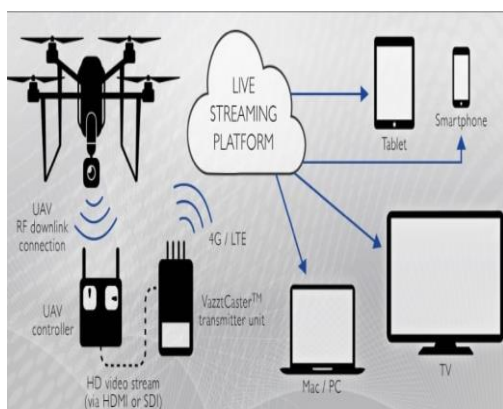 LIVE
STREAMING
PLATFORM
Tablet
Smartphone
UAV
RF downlink
connection
4G / LTE
UAV
controller
VazztCaster™
transmitter unit
HD video stream
(via HDMI or SDI)
Mac / PC
TV